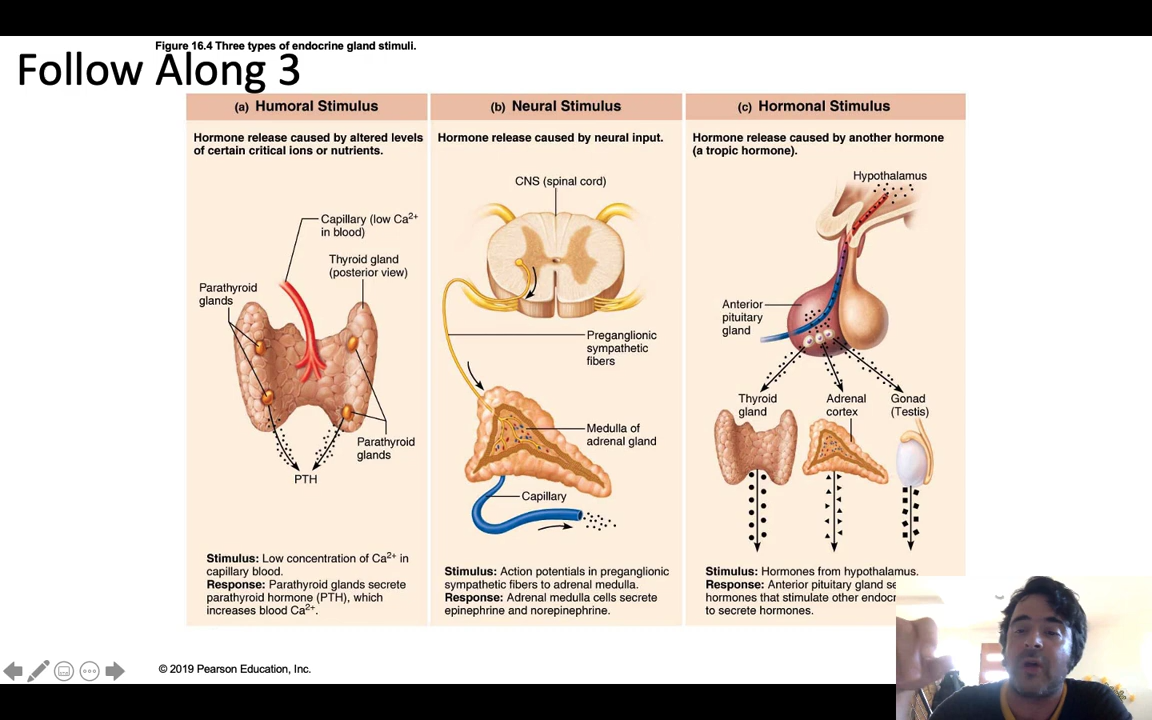 Figure 16.4 Three types of endocrine gland stimuli.
Follow Along 3
(a) Humoral Stimulus
Hormone release caused by altered levels
of certain critical ions or nutrients.
Capillary (low Ca2+
in blood)
Thyroid gland
(posterior view)
Parathyroid
glands
Parathyroid
glands
PTH
Stimulus: Low concentration of Ca2+ in
capillary blood.
Response: Parathyroid glands secrete
parathyroid hormone (PTH), which
increases blood Ca2+.
(b) Neural Stimulus
Hormone release caused by neural input.
CNS (spinal cord)
Preganglionic
sympathetic
fibers
Medulla of
adrenal gland
Capillary
Stimulus: Action potentials in preganglionic
sympathetic fibers to adrenal medulla.
Response: Adrenal medulla cells secrete
epinephrine and norepinephrine.
(c) Hormonal Stimulus
Hormone release caused by another hormone
(a tropic hormone).
Hypothalamus
Anterior
pituitary
gland
Thyroid
gland
Adrenal
cortex
Gonad
(Testis)
Stimulus: Hormones from hypothalamus.
Response: Anterior pituitary gland se
hormones that stimulate other endocr
to secrete hormones.
© 2019 Pearson Education, Inc.